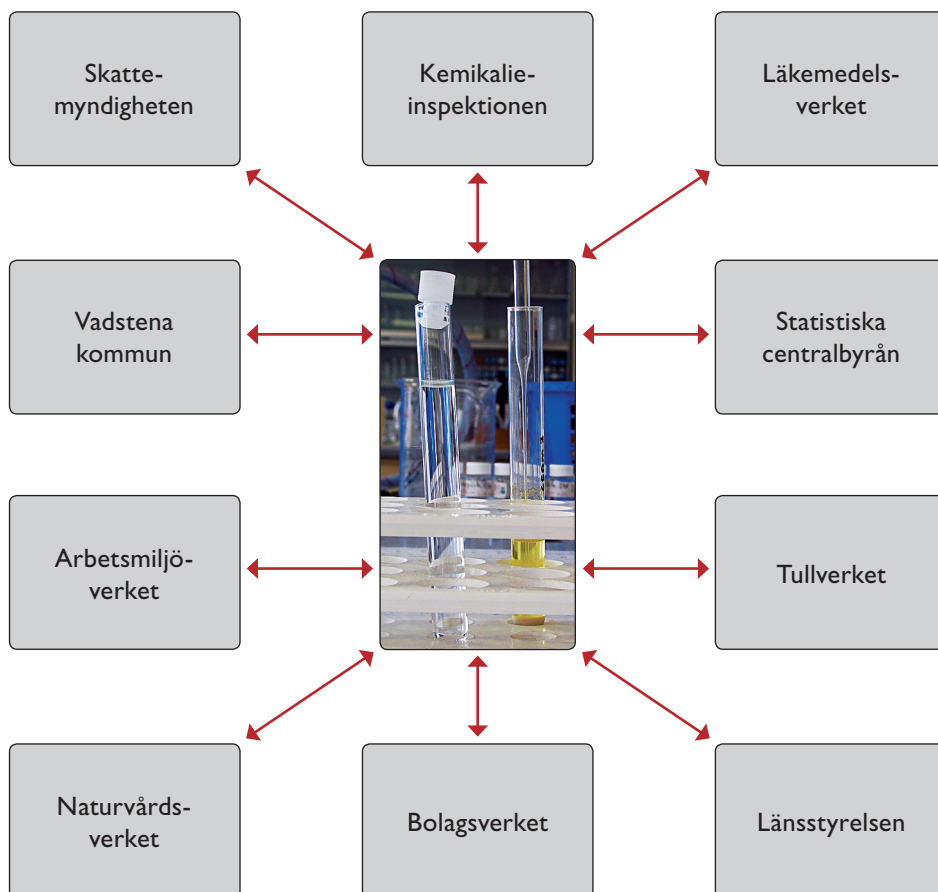 Skatte-
myndigheten
Kemikalie-
inspektionen
Läkemedels-
verket
Vadstena
kommun
Statistiska
centralbyrån
Arbetsmiljö-
verket
Tullverket
Naturvårds-
verket
Bolagsverket
Länsstyrelsen